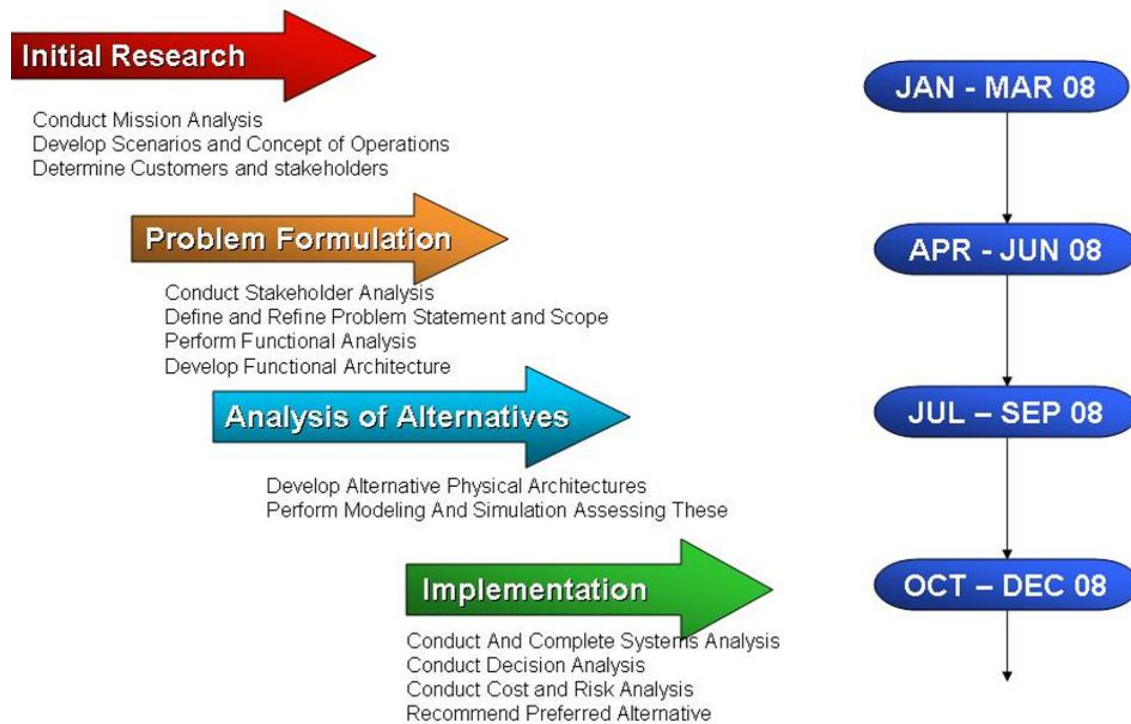 Initial Research
JAN - MAR 08
Conduct Mission Analysis
Develop Scenarios and Concept of Operations
Determine Customers and stakeholders
Problem Formulation
APR - JUN 08
Conduct Stakeholder Analysis
Define and Refine Problem Statement and Scope
Perform Functional Analysis
Develop Functional Architecture
Analysis of Alternatives
JUL – SEP 08
Develop Alternative Physical Architectures
Perform Modeling And Simulation Assessing These
Implementation
OCT – DEC 08
Conduct And Complete Systems Analysis
Conduct Decision Analysis
Conduct Cost and Risk Analysis
Recommend Preferred Alternative